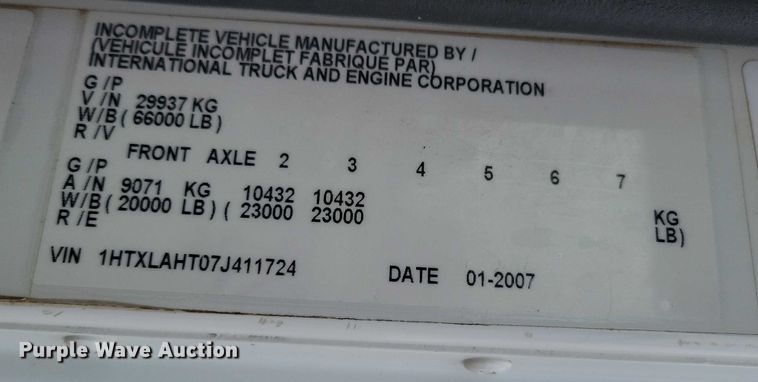 INCOMPLETE VEHICLE MANUFACTURED BY /
(VEHICULE INCOMPLET FABRIQUE PAR)
INTERNATIONAL TRUCK AND ENGINE CORPORATION
G /P
V /N 29937 KG
W/B ( 66000 LB)
R /V
FRONT AXLE 2 3 4 5 6 7
G /P
A /N 9071 KG 10432 10432 KG
W/B ( 20000 LB) ( 23000 23000 LB)
R /E
VIN 1HTXLAHT07J411724 DATE 01-2007
Purple Wave Auction